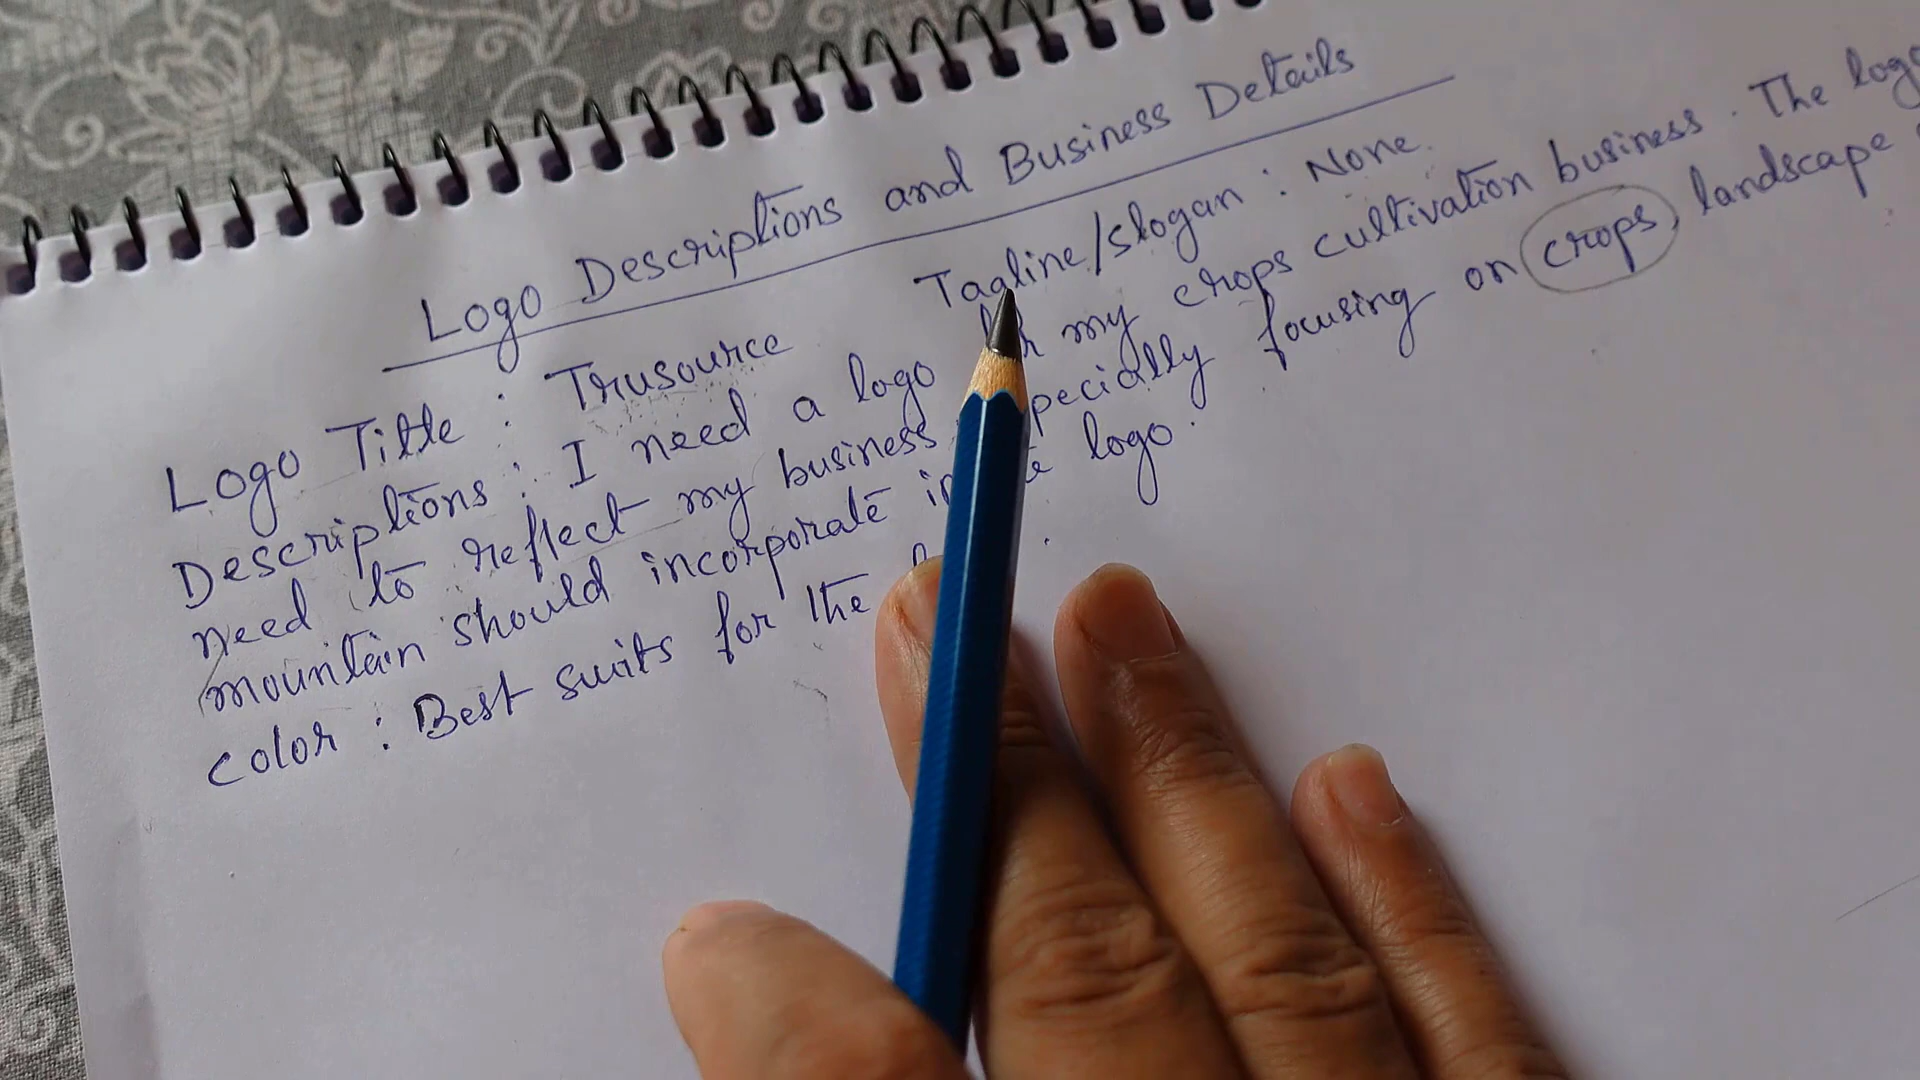 Logo Descriptions and Business Details
Logo Title : Trusource Tagline/slogan : None.
Descriptions : I need a logo my crops cultivation business. The logo
need to reflect my business focusing on crops, landscape
mountain should incorporate logo.
color : Best suits for the